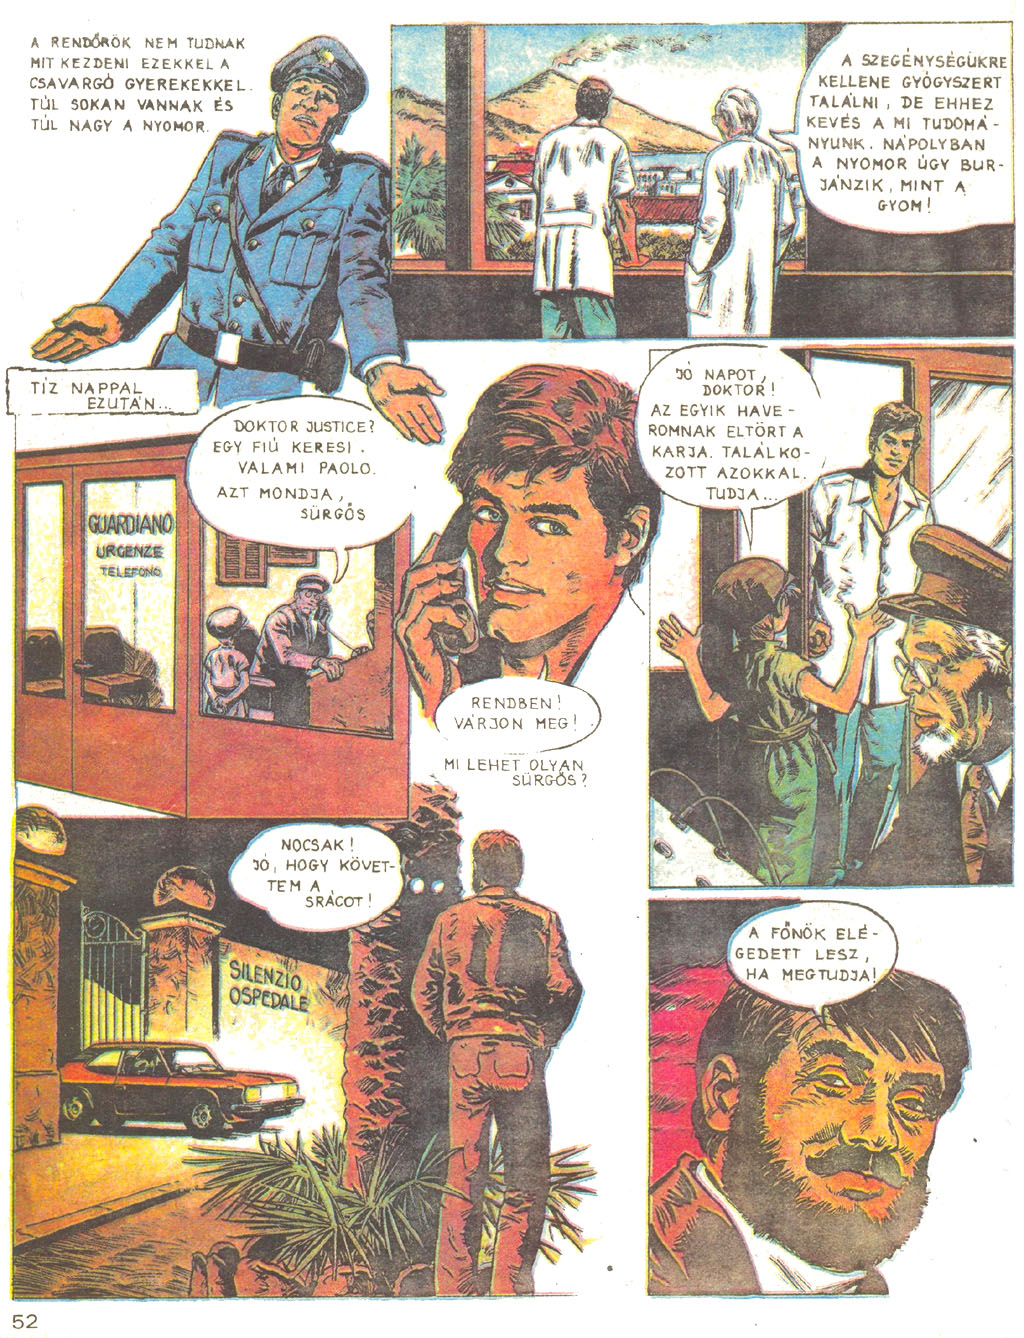 A RENDŐRÖK NEM TUDNAK
MIT KEZDENI EZEKKEL A
CSAVARGÓ GYEREKEKKEL.
TÚL SOKAN VANNAK ÉS
TÚL NAGY A NYOMOR.
A SZEGÉNYSÉGÜKRE
KELLENE GYÓGYSZERT
TALÁLNI, DE EHHEZ
KEVÉS A MI TUDOMÁ-
NYUNK. NÁPOLYBAN
A NYOMOR ÚGY BUR-
JÁNZIK, MINT A
GYOM!
TÍZ NAPPAL
EZUTÁN...
DOKTOR JUSTICE?
EGY FIÚ KERESI.
VALAMI PAOLO.
AZT MONDJA,
SÜRGŐS
GUARDIANO
URGENZE
TELEFONO
RENDBEN!
VÁRJON MEG!
MI LEHET OLYAN
SÜRGŐS?
JÓ NAPOT,
DOKTOR!
AZ EGYIK HAVE-
ROMNAK ELTÖRT A
KARJA. TALÁLKO-
ZOTT AZOKKAL.
TUDJA...
NOCSAK!
JÓ, HOGY KÖVET-
TEM A
SRÁCOT!
SILENZIO
OSPEDALE
A FŐNÖK ELÉ-
GEDETT LESZ,
HA MEGTUDJA!
52